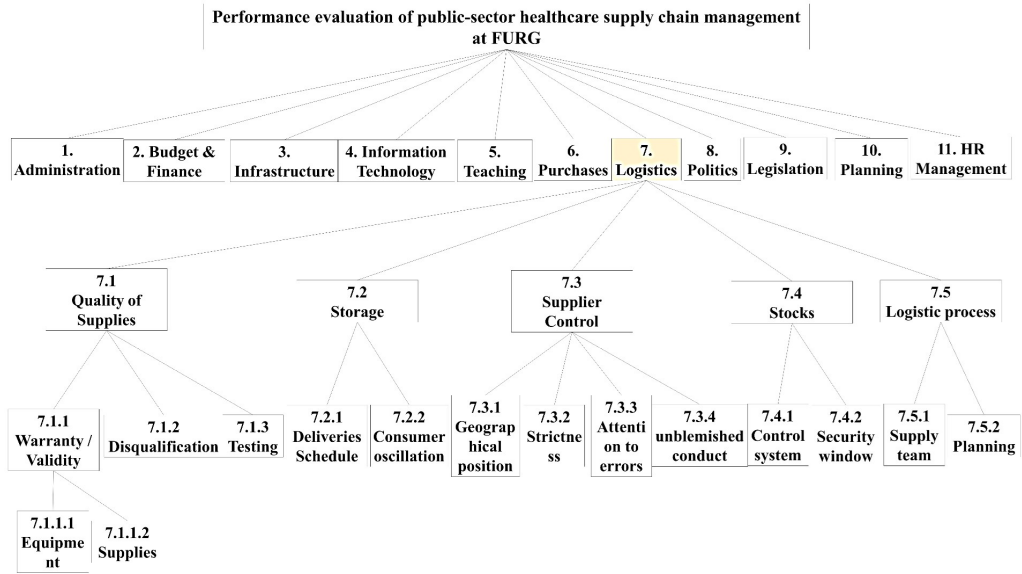 Performance evaluation of public-sector healthcare supply chain management
at FURG
1.
Administration
2. Budget &
Finance
3.
Infrastructure
4. Information
Technology
5.
Teaching
6.
Purchases
7.
Logistics
8.
Politics
9.
Legislation
10.
Planning
11. HR
Management
7.1
Quality of
Supplies
7.2
Storage
7.3
Supplier
Control
7.4
Stocks
7.5
Logistic process
7.1.1
Warranty /
Validity
7.1.2
Disqualification
7.1.3
Testing
7.2.1
Deliveries
Schedule
7.2.2
Consumer
oscillation
7.3.1
Geograp
hical
position
7.3.2
Strictne
ss
7.3.3
Attenti
on to
errors
7.3.4
unblemished
conduct
7.4.1
Control
system
7.4.2
Security
window
7.5.1
Supply
team
7.5.2
Planning
7.1.1.1
Equipme
nt
7.1.1.2
Supplies